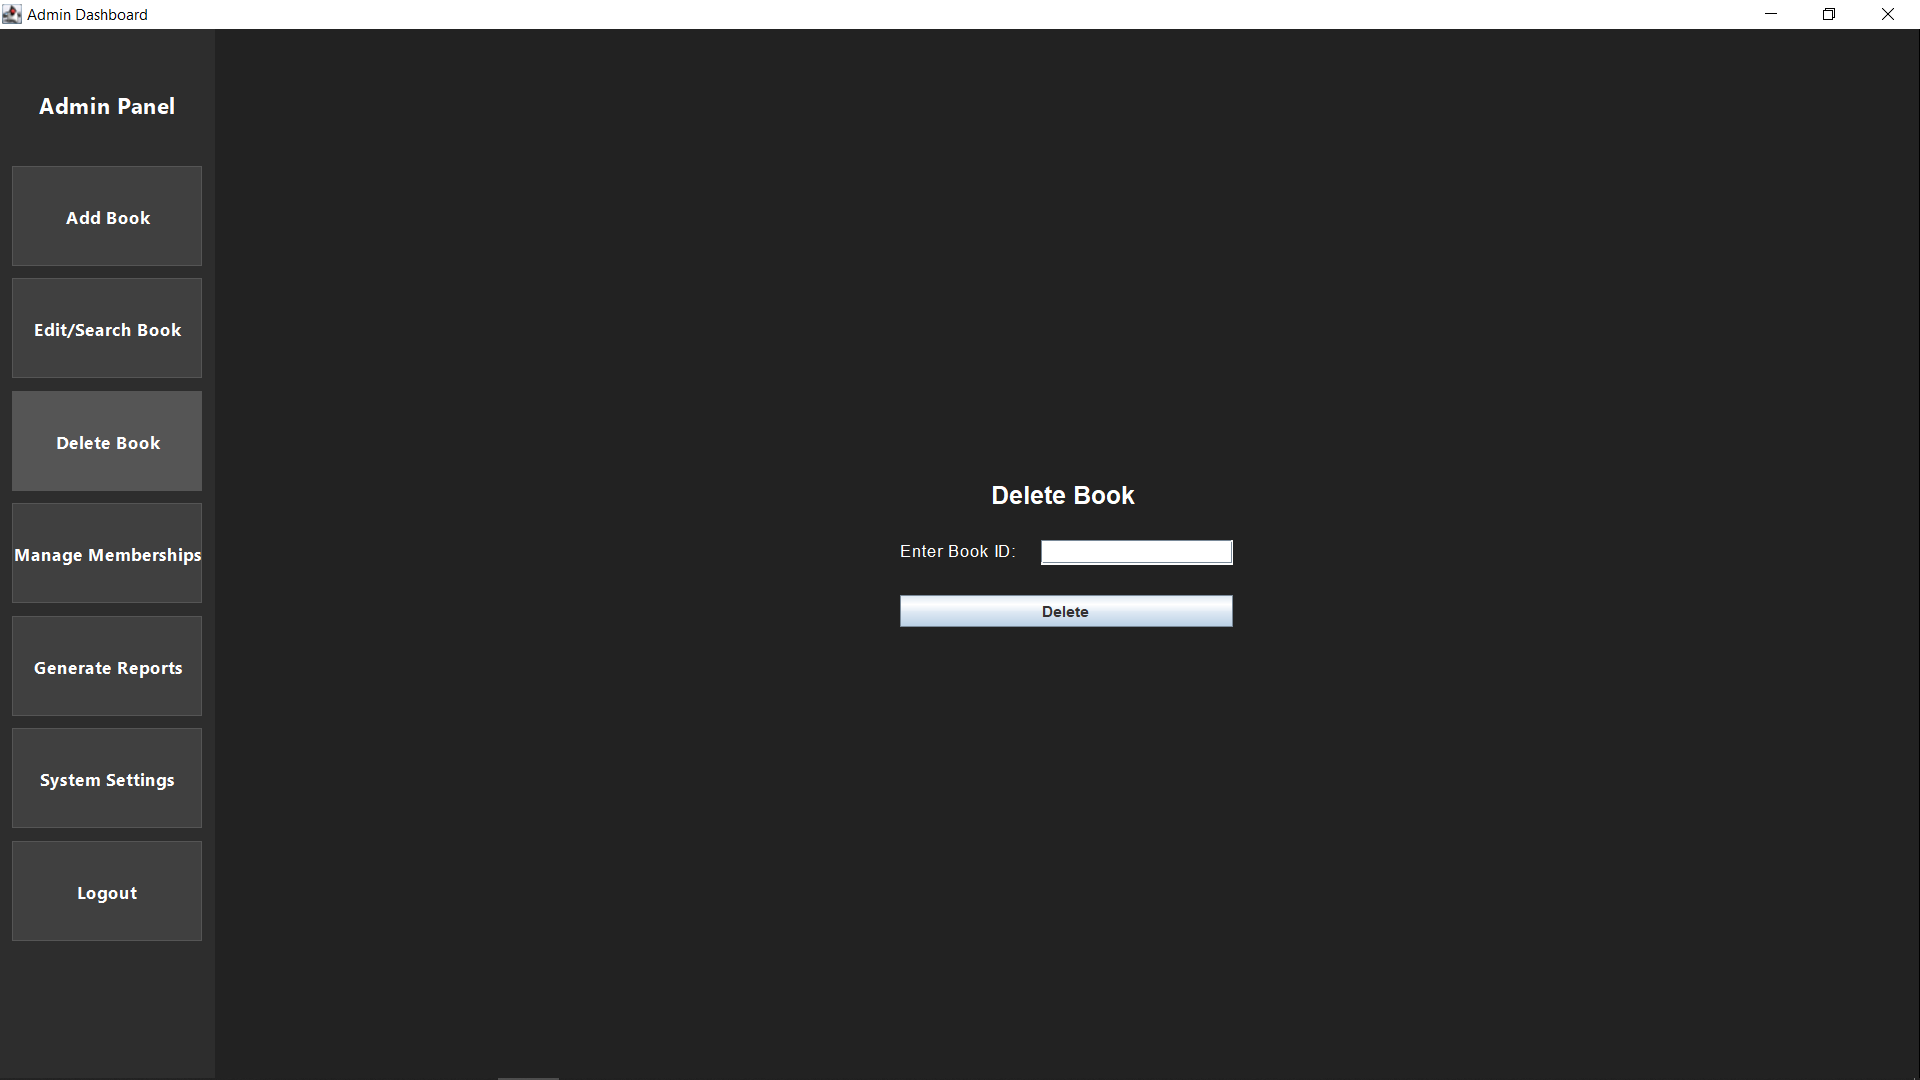 Admin Dashboard
Admin Panel
Add Book
Edit/Search Book
Delete Book
Manage Memberships
Generate Reports
System Settings
Logout
Delete Book
Enter Book ID:
Delete